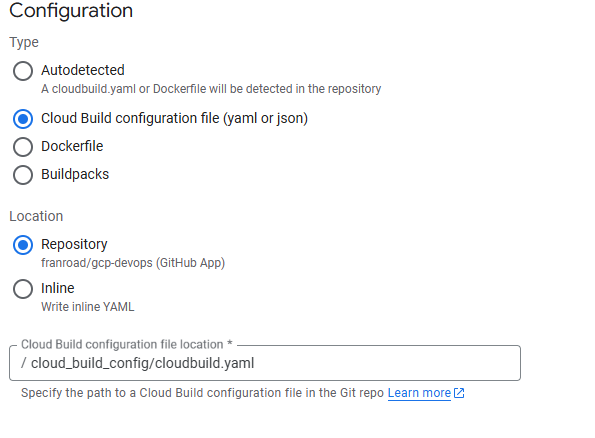 Configuration
Type
Autodetected
A cloudbuild.yaml or Dockerfile will be detected in the repository
Cloud Build configuration file (yaml or json)
Dockerfile
Buildpacks
Location
Repository
franroad/gcp-devops (GitHub App)
Inline
Write inline YAML
Cloud Build configuration file location *
/ cloud_build_config/cloudbuild.yaml
Specify the path to a Cloud Build configuration file in the Git repo Learn more